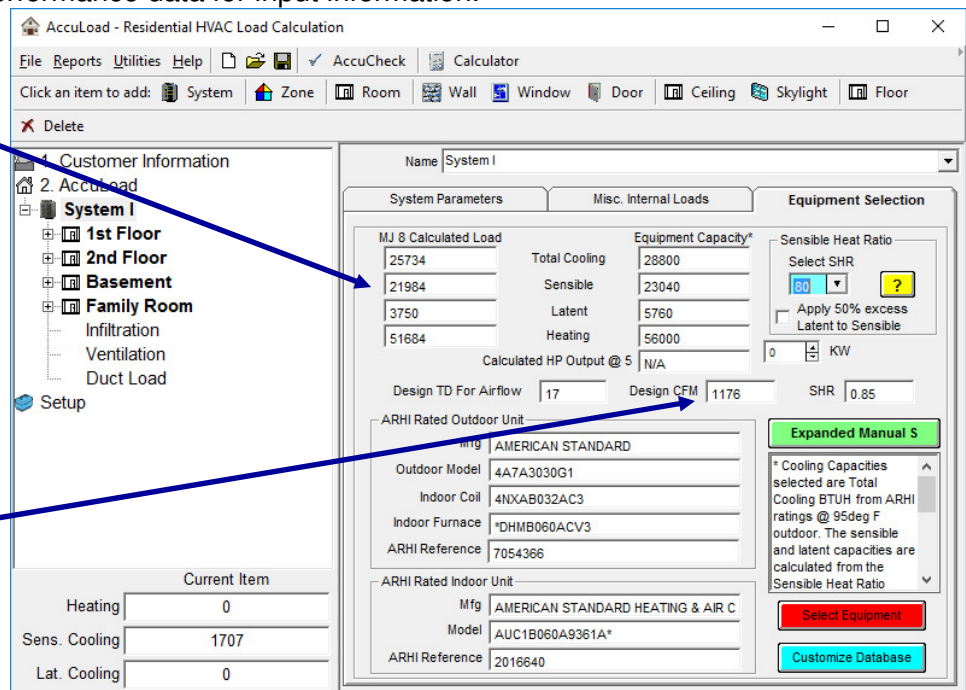 rformance data for input information.
AccuLoad - Residential HVAC Load Calculation
File Reports Utilities Help AccuCheck Calculator
Click an item to add: System Zone Room Wall Window Door Ceiling Skylight Floor
Delete
1. Customer Information
2. AccuLoad
System I
1st Floor
2nd Floor
Basement
Family Room
Infiltration
Ventilation
Duct Load
Setup
Current Item
Heating 0
Sens. Cooling 1707
Lat. Cooling 0
Name System I
System Parameters Misc. Internal Loads Equipment Selection
MJ 8 Calculated Load Equipment Capacity*
25734 Total Cooling 28800
21984 Sensible 23040
3750 Latent 5760
51684 Heating 56000
Calculated HP Output @ 5 N/A
Sensible Heat Ratio
Select SHR
80 ?
Apply 50% excess
Latent to Sensible
0 KW
Design TD For Airflow 17 Design CFM 1176 SHR 0.85
ARHI Rated Outdoor Unit
Mfg AMERICAN STANDARD
Outdoor Model 4A7A3030G1
Indoor Coil 4NXAB032AC3
Indoor Furnace *DHMB060ACV3
ARHI Reference 7054366
ARHI Rated Indoor Unit
Mfg AMERICAN STANDARD HEATING & AIR C
Model AUC1B060A9361A*
ARHI Reference 2016640
Expanded Manual S
* Cooling Capacities
selected are Total
Cooling BTUH from ARHI
ratings @ 95deg F
outdoor. The sensible
and latent capacities are
calculated from the
Sensible Heat Ratio
Select Equipment
Customize Database